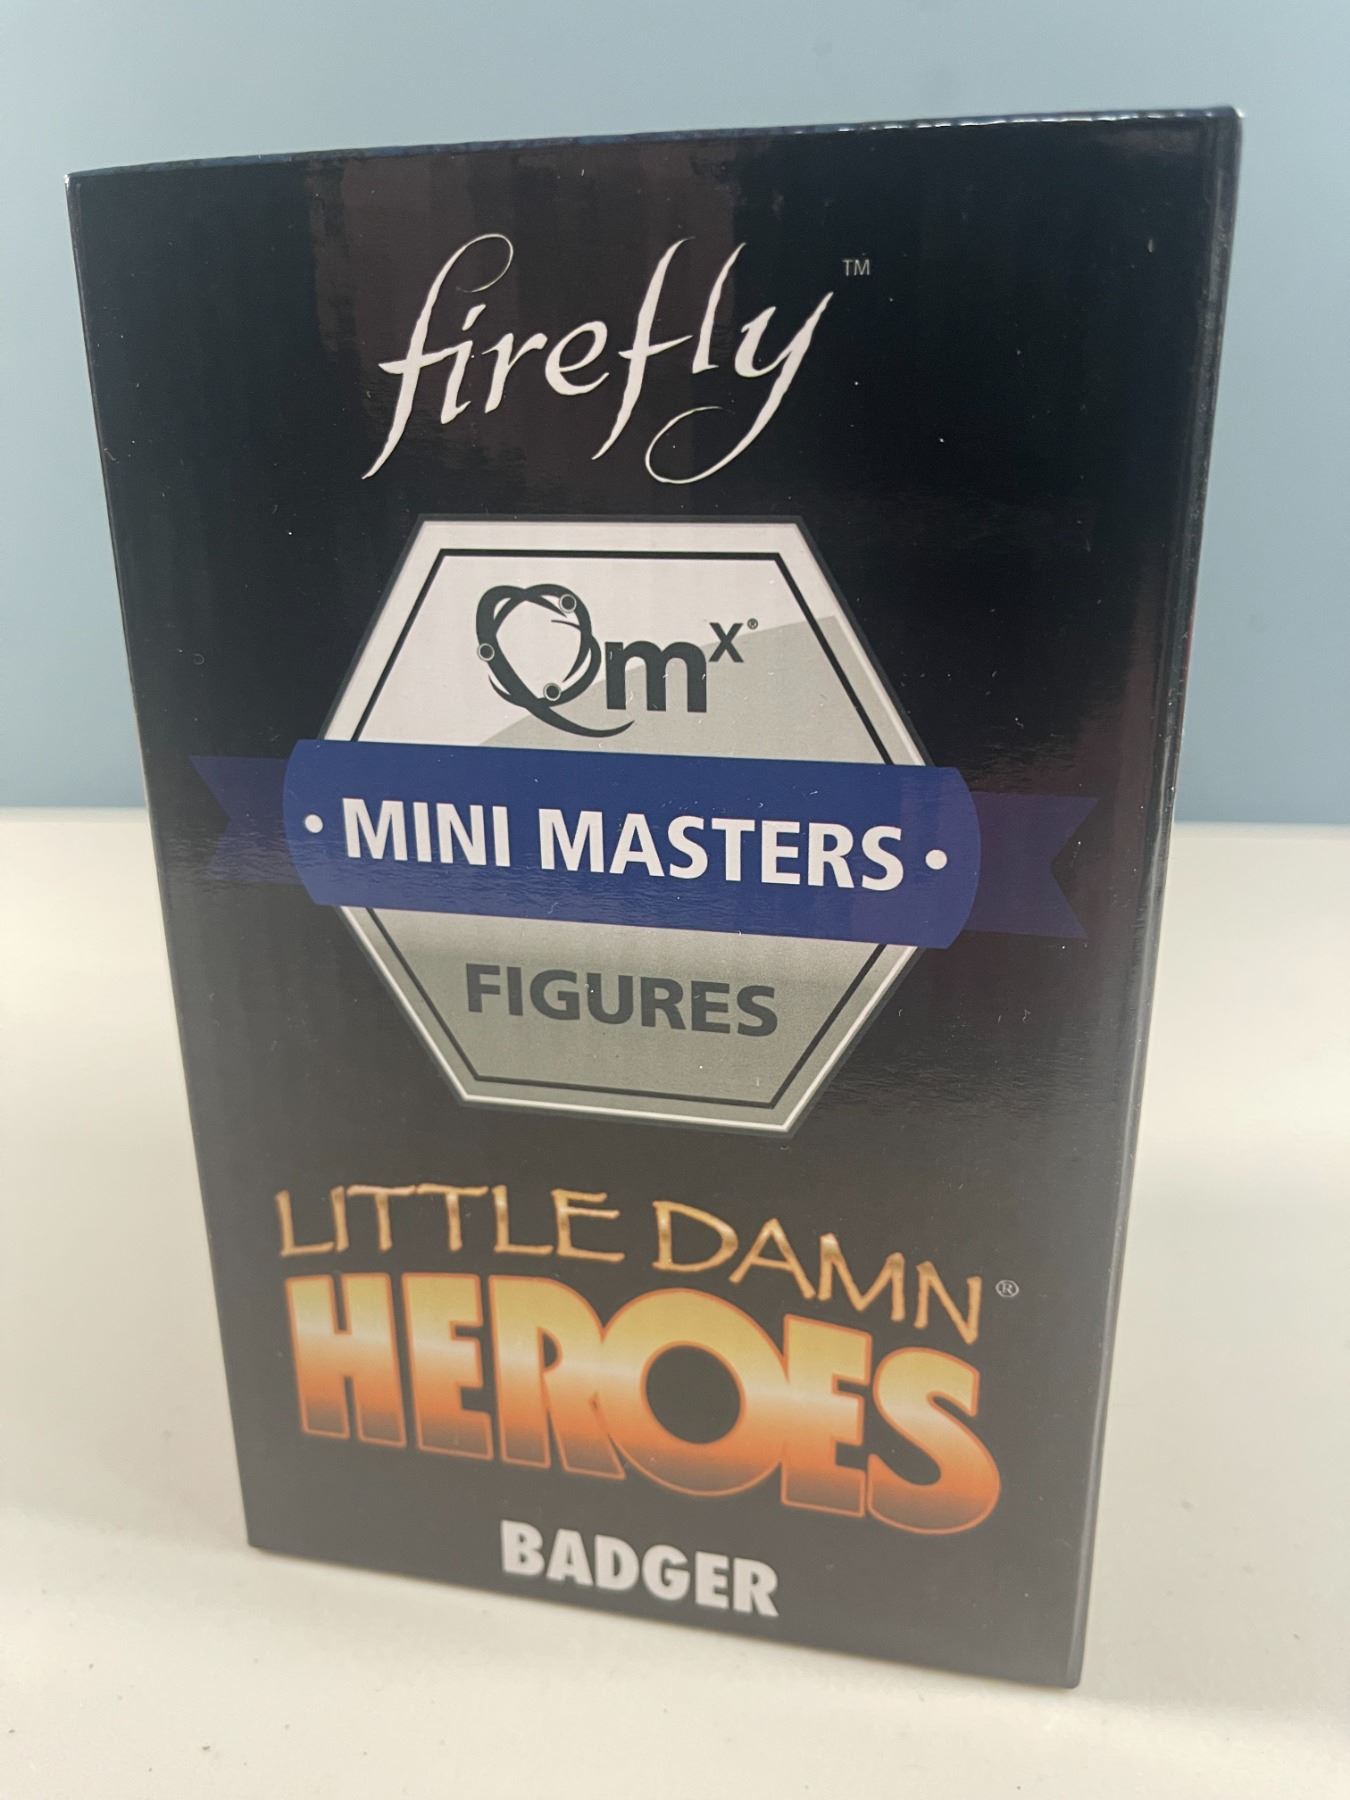 firefly™
Qmx®
• MINI MASTERS •
FIGURES
LITTLE DAMN®
HEROES
BADGER